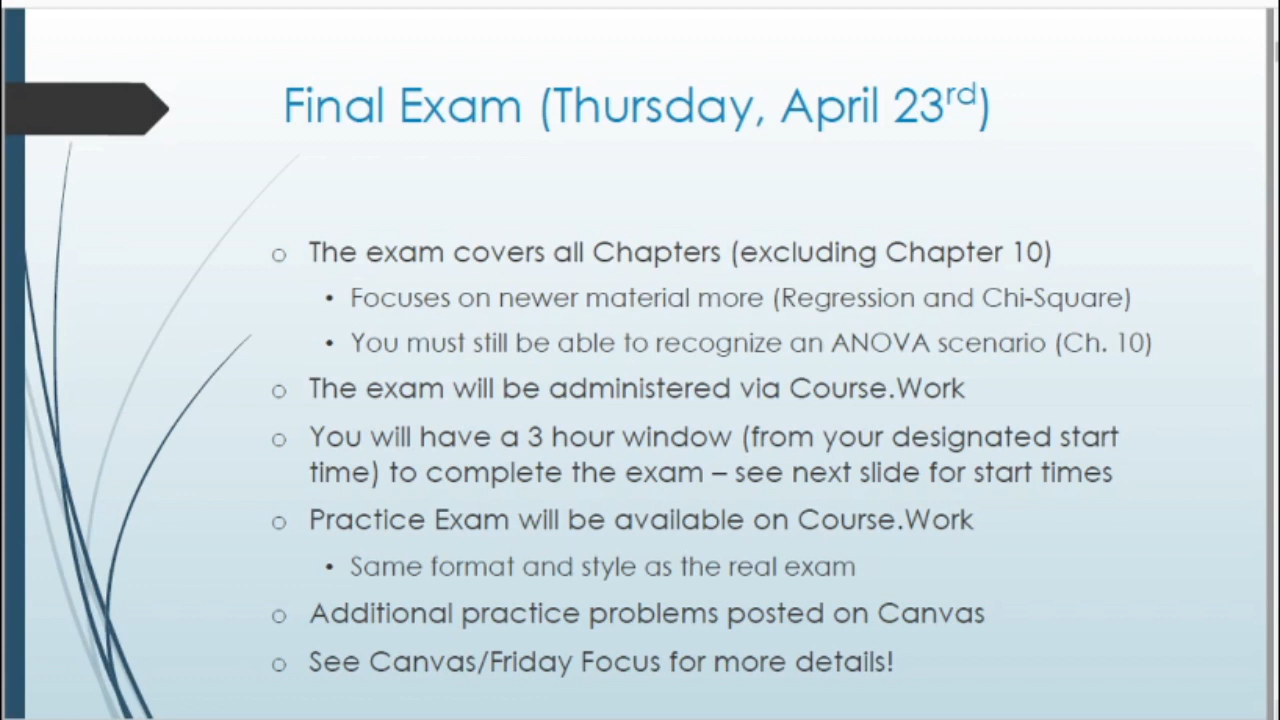 Final Exam (Thursday, April 23rd)
The exam covers all Chapters (excluding Chapter 10)
Focuses on newer material more (Regression and Chi-Square)
You must still be able to recognize an ANOVA scenario (Ch. 10)
The exam will be administered via Course.Work
You will have a 3 hour window (from your designated start
time) to complete the exam – see next slide for start times
Practice Exam will be available on Course.Work
Same format and style as the real exam
Additional practice problems posted on Canvas
See Canvas/Friday Focus for more details!